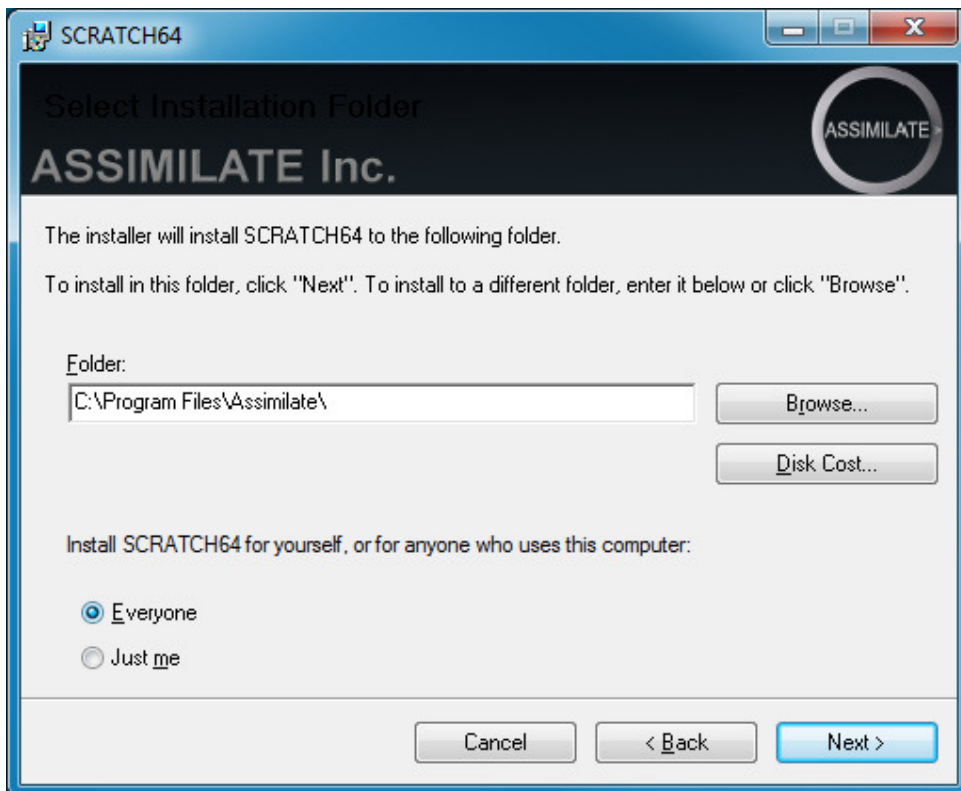 SCRATCH64
Select Installation Folder
ASSIMILATE Inc.
ASSIMILATE
The installer will install SCRATCH64 to the following folder.
To install in this folder, click "Next". To install to a different folder, enter it below or click "Browse".
Folder:
C:\Program Files\Assimilate\
Browse...
Disk Cost...
Install SCRATCH64 for yourself, or for anyone who uses this computer:
Everyone
Just me
Cancel
< Back
Next >